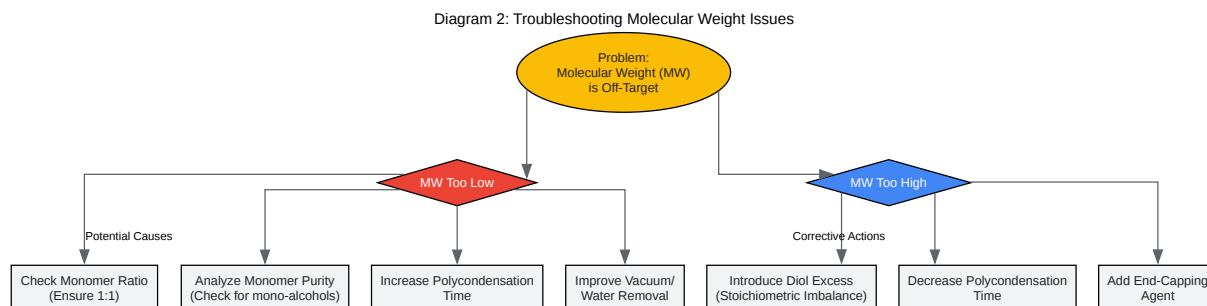 Diagram 2: Troubleshooting Molecular Weight Issues
Problem:
Molecular Weight (MW)
is Off-Target
MW Too Low
MW Too High
Potential Causes
Corrective Actions
Check Monomer Ratio
(Ensure 1:1)
Analyze Monomer Purity
(Check for mono-alcohols)
Increase Polycondensation
Time
Improve Vacuum/
Water Removal
Introduce Diol Excess
(Stoichiometric Imbalance)
Decrease Polycondensation
Time
Add End-Capping
Agent